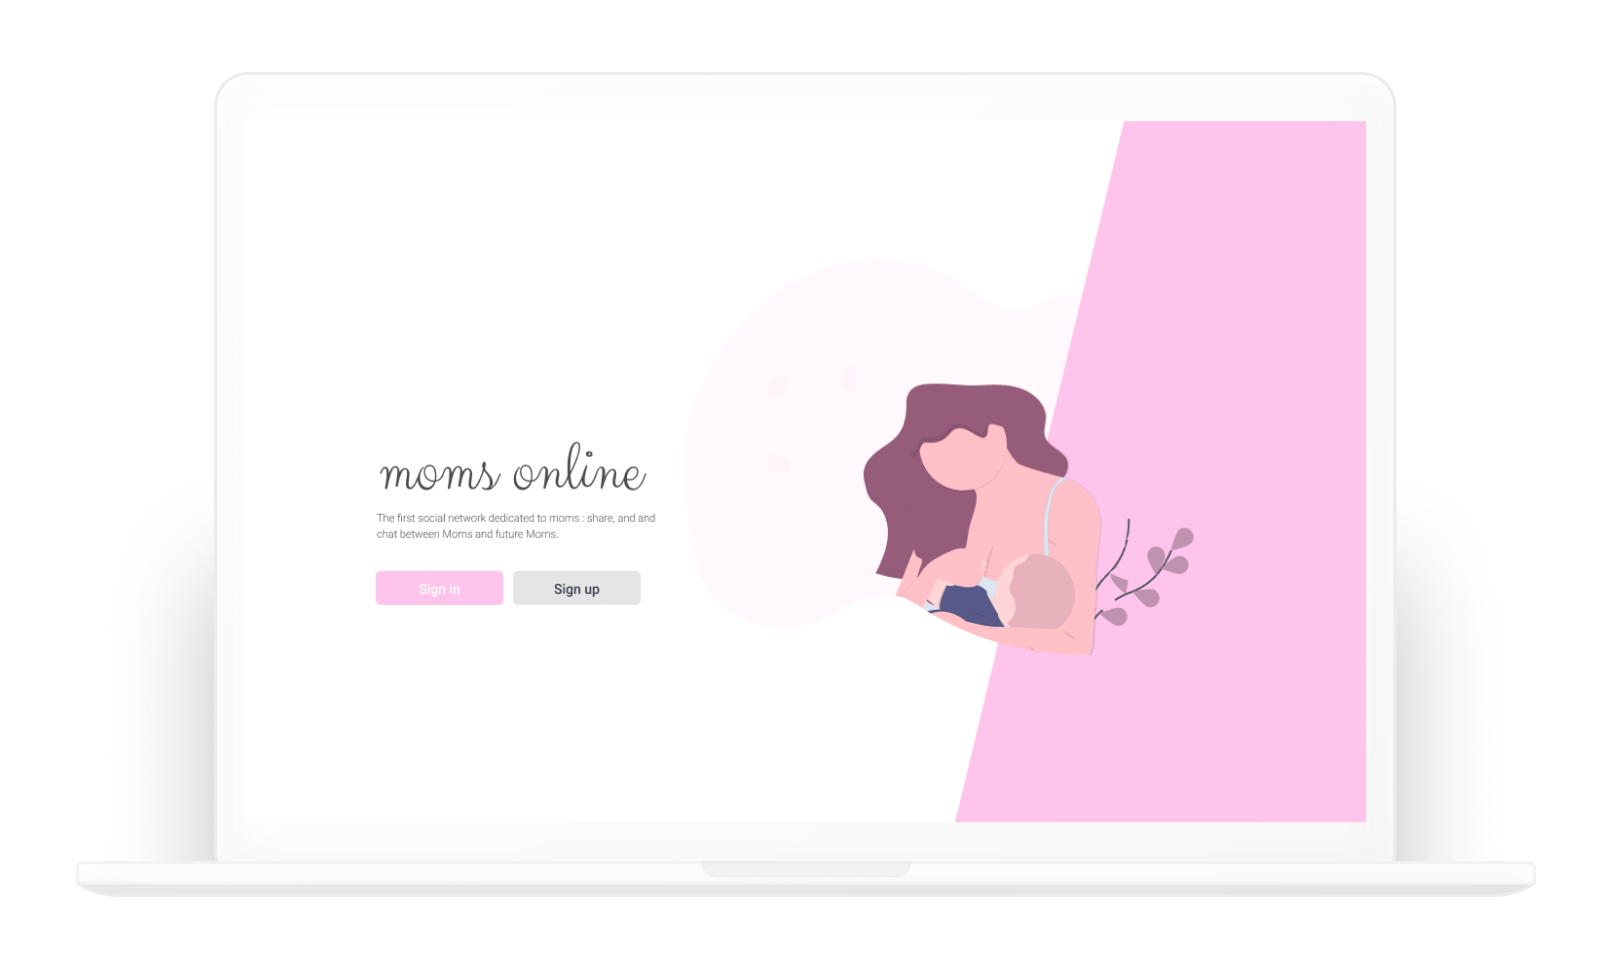 moms online
The first social network dedicated to moms : share, and and
chat between Moms and future Moms.
Sign in
Sign up